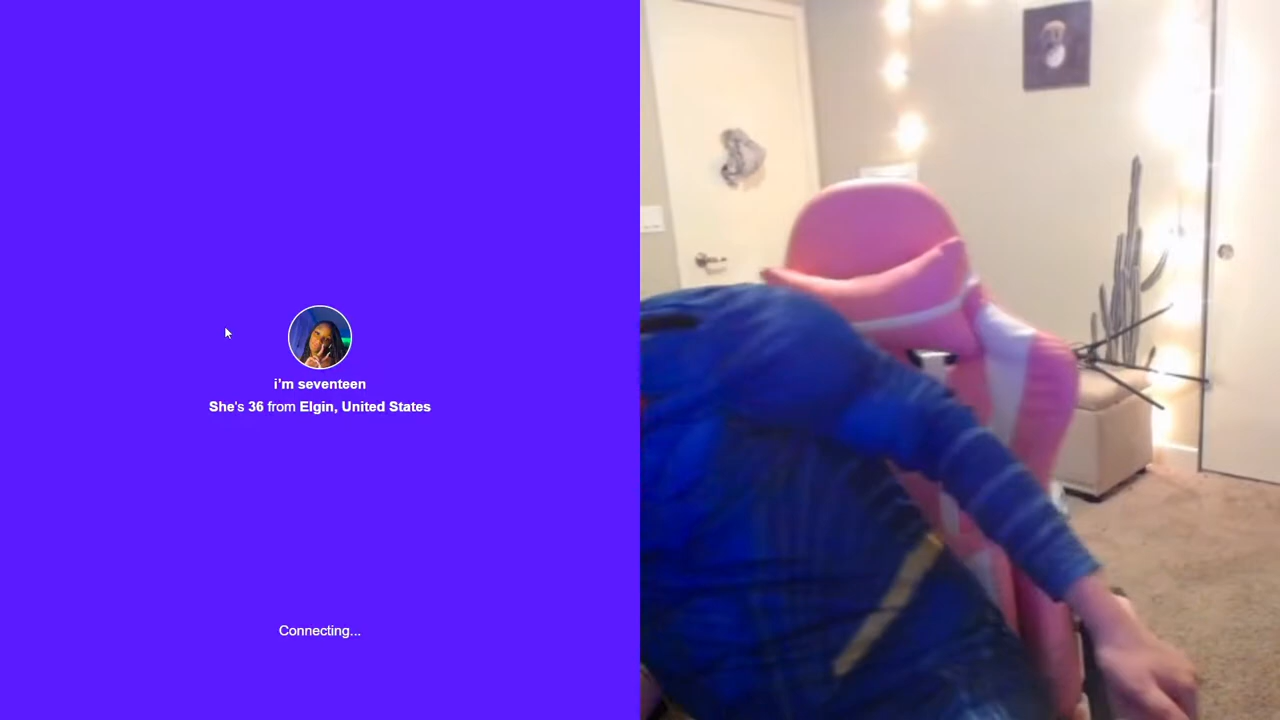 i'm seventeen
She's 36 from Elgin, United States
Connecting...